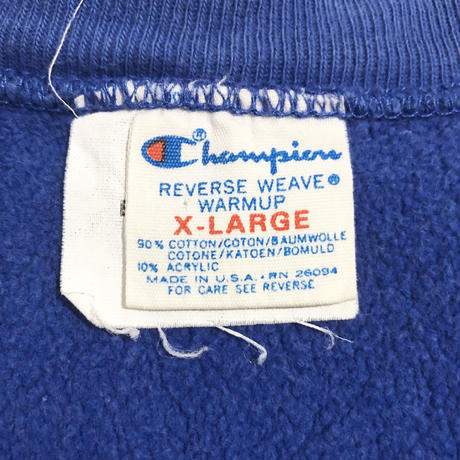 Champion®
REVERSE WEAVE®
WARMUP
X-LARGE
90% COTTON/COTON/BAUMWOLLE
COTONE/KATOEN/BOMULD
10% ACRYLIC
MADE IN U.S.A. · RN 26094
FOR CARE SEE REVERSE